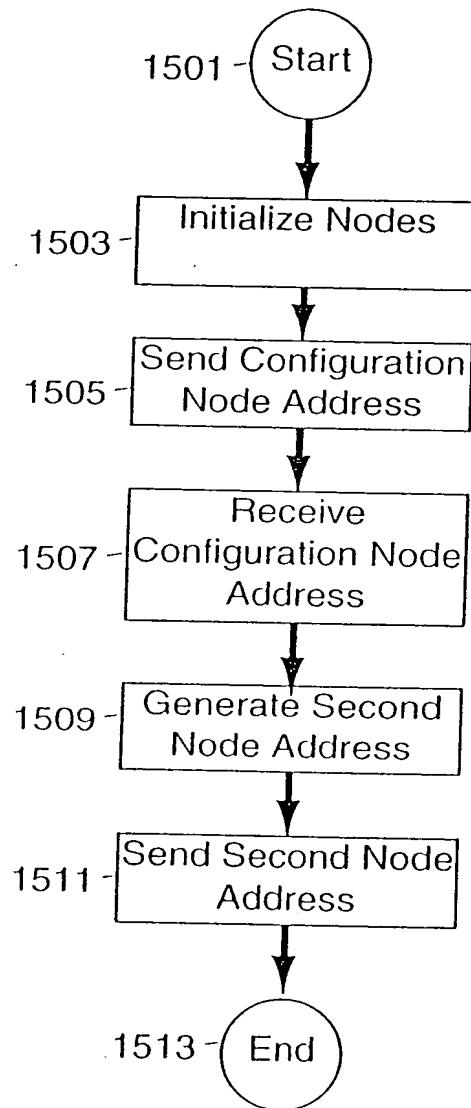 1501
Start
1503
Initialize Nodes
1505
Send Configuration
Node Address
1507
Receive
Configuration Node
Address
1509
Generate Second
Node Address
1511
Send Second Node
Address
1513
End